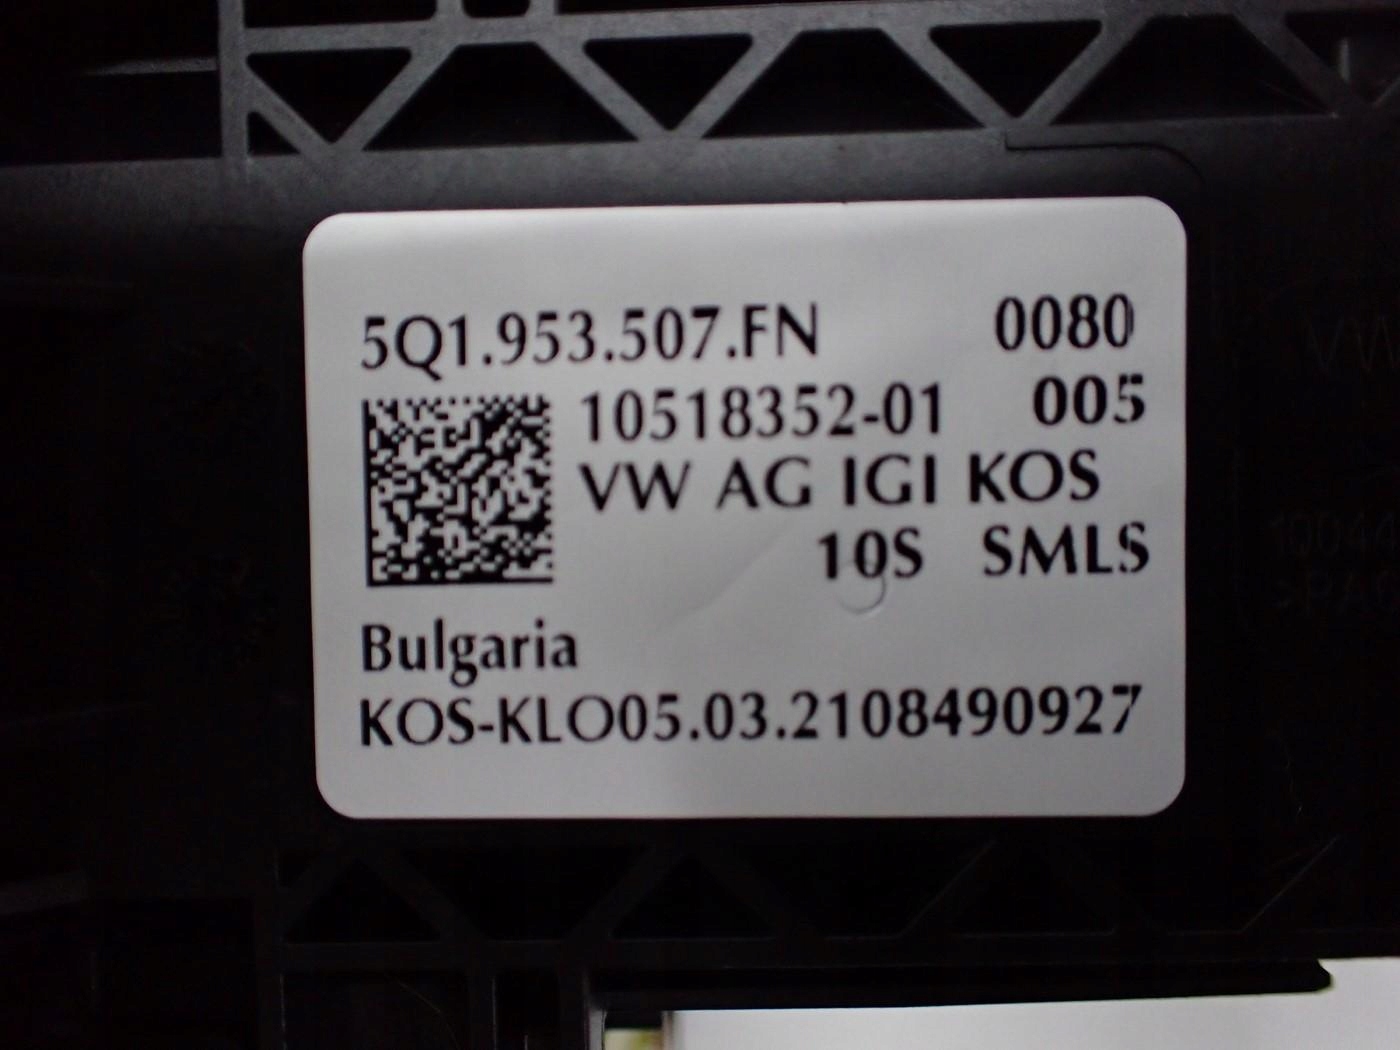 5Q1.953.507.FN 0080
10518352-01 005
VW AG IGI KOS
10S SMLS
Bulgaria
KOS-KLO05.03.2108490927